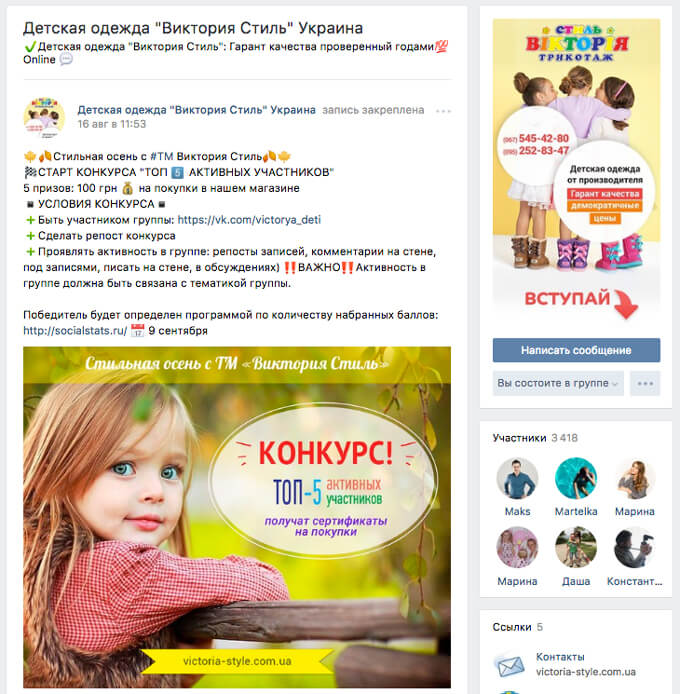 Детская одежда "Виктория Стиль" Украина
✔Детская одежда "Виктория Стиль": Гарант качества проверенный годами💯
Online 💬
Детская одежда "Виктория Стиль" Украина запись закреплена
16 авг в 11:53
🍁🍂Стильная осень с #ТМ Виктория Стиль🍂🍁
🏁СТАРТ КОНКУРСА "ТОП 5️⃣ АКТИВНЫХ УЧАСТНИКОВ"
5 призов: 100 грн 💰 на покупки в нашем магазине
◾УСЛОВИЯ КОНКУРСА◾
➕Быть участником группы: https://vk.com/victorya_deti
➕Сделать репост конкурса
➕Проявлять активность в группе: репосты записей, комментарии на стене,
под записями, писать на стене, в обсуждениях) ‼ВАЖНО‼Активность в
группе должна быть связана с тематикой группы.
Победитель будет определен программой по количеству набранных баллов:
http://socialstats.ru/ 📅 9 сентября
Стильная осень с ТМ «Виктория Стиль»
КОНКУРС!
ТОП-5 активных
участников
получат сертификаты
на покупки
victoria-style.com.ua
СТИЛЬ
ВІКТОРІЯ
ТРИКОТАЖ
(067) 545-42-80
(095) 252-83-47
Детская одежда
от производителя
Гарант качества
демократичные
цены
ВСТУПАЙ
Написать сообщение
Вы состоите в группе
Участники 3 418
Maks Martelka Марина
Марина Даша Констант...
Ссылки 5
Контакты
victoria-style.com.ua